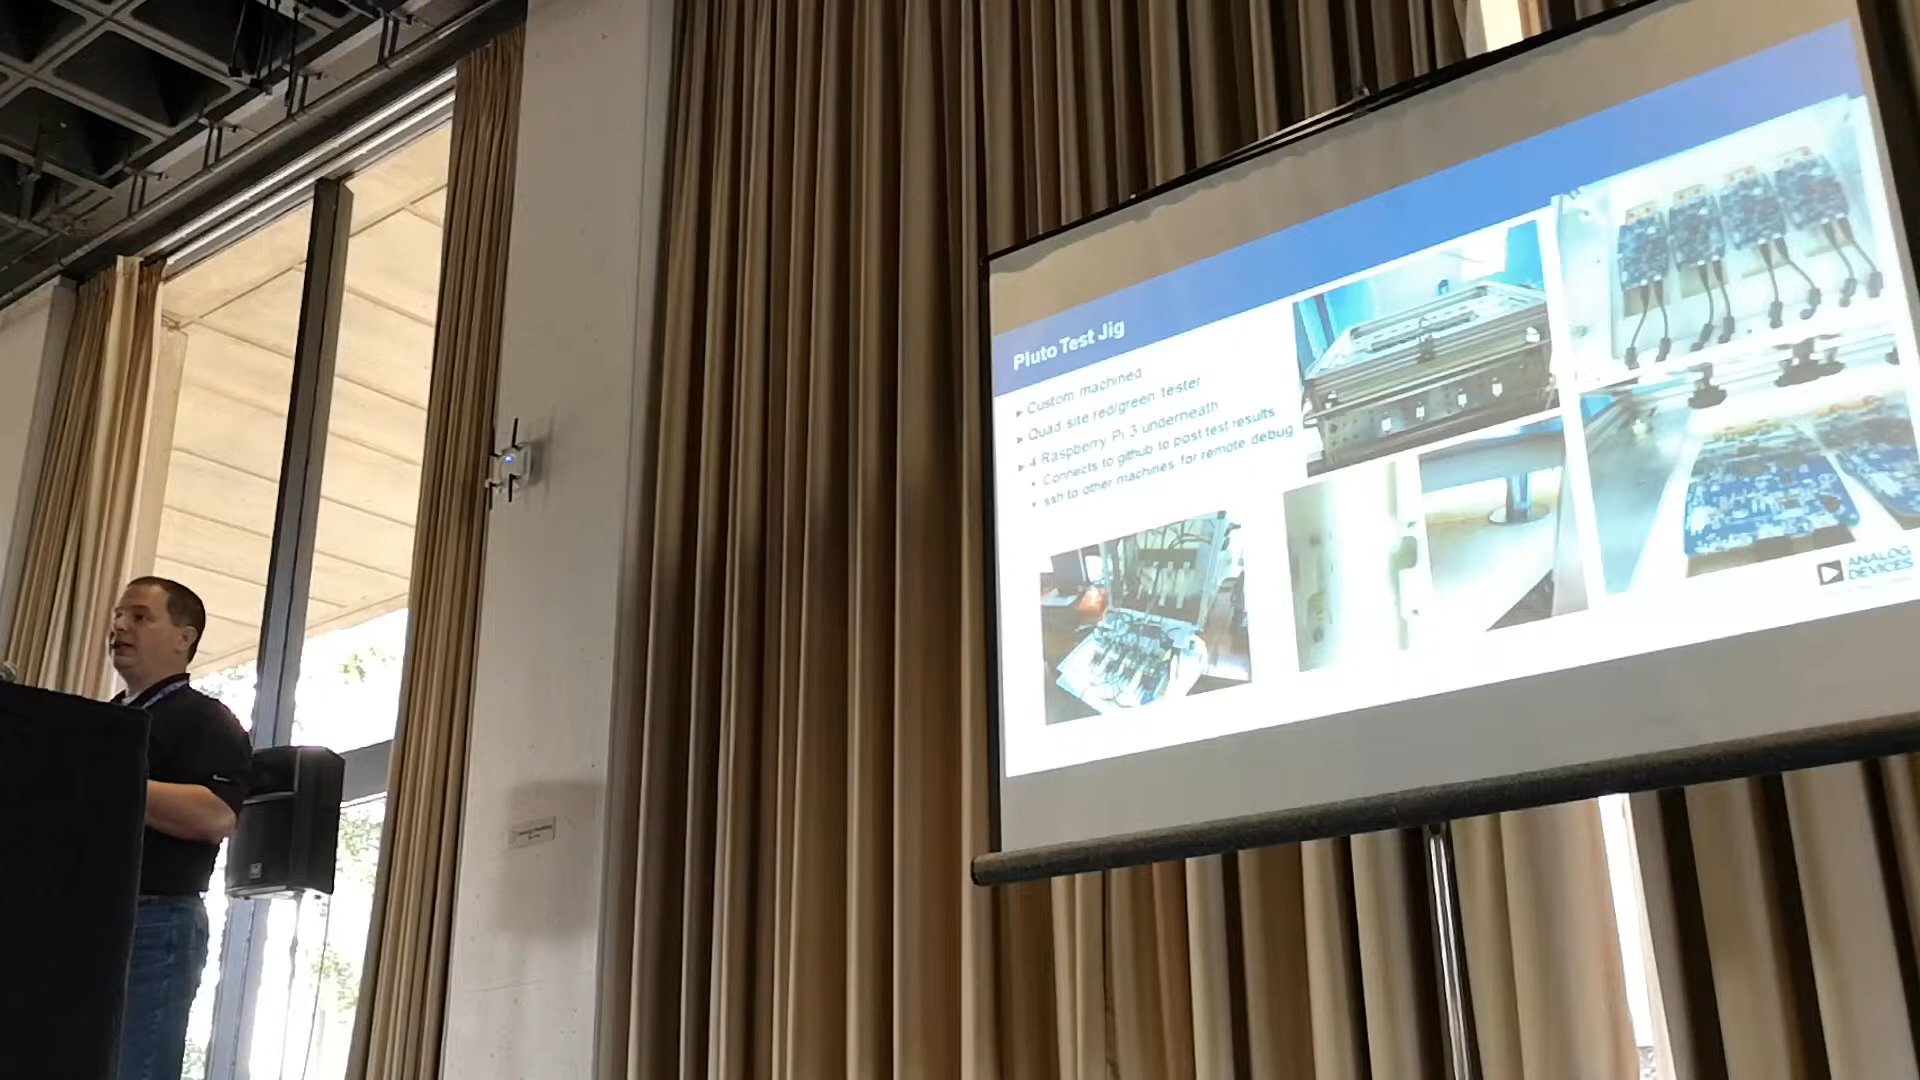 Pluto Test Jig
▸ Custom machined
▸ Quad site red/green tester
▸ 4 Raspberry Pi 3 underneath
• Connects to github to post test results
• ssh to other machines for remote debug
ANALOG
DEVICES